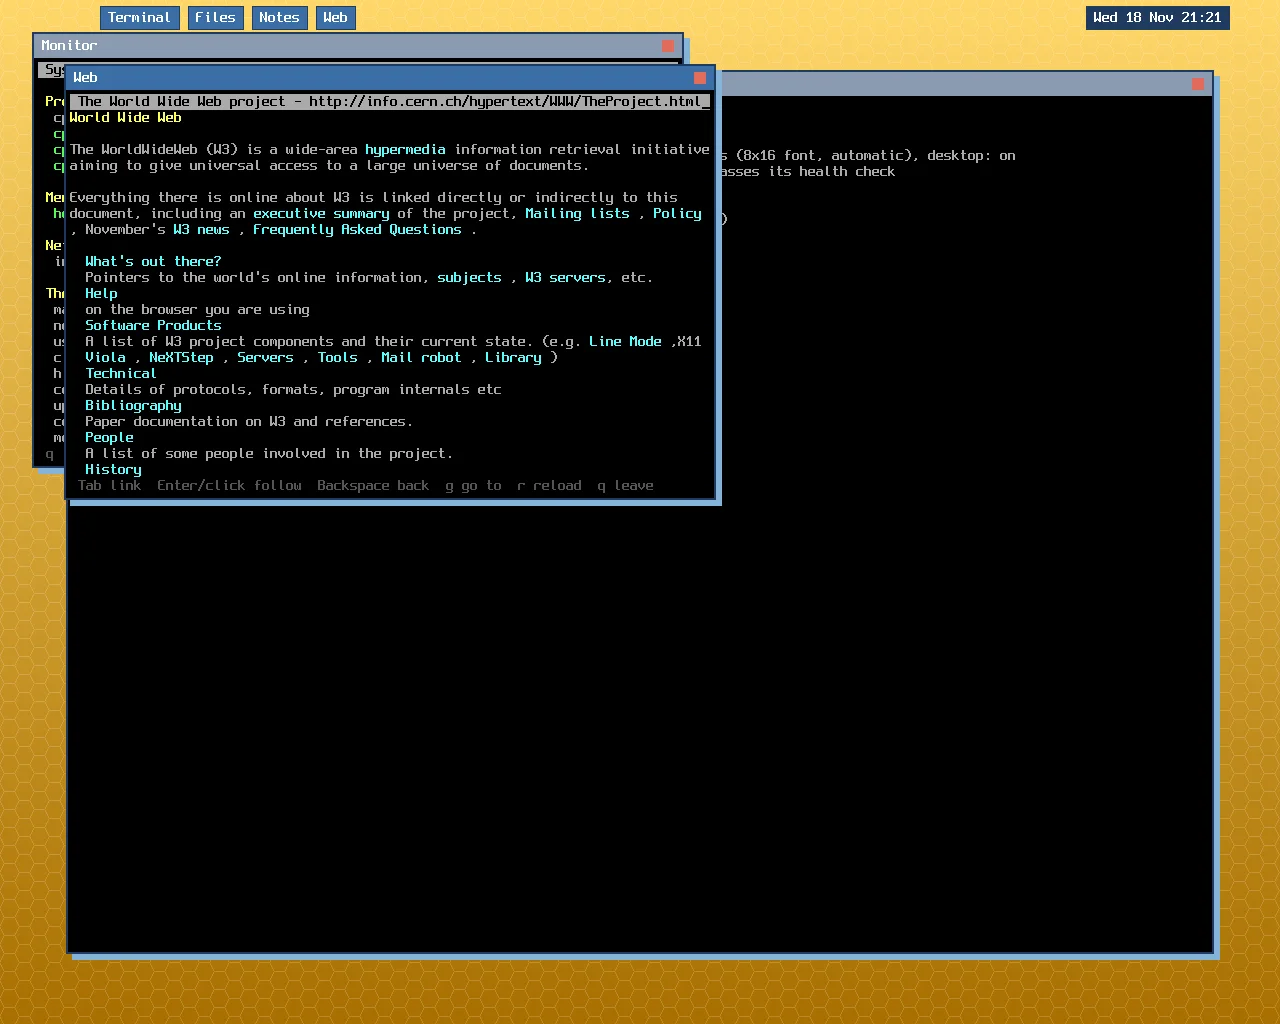 Terminal Files Notes Web Wed 18 Nov 21:21
Monitor
Web
The World Wide Web project - http://info.cern.ch/hypertext/WWW/TheProject.html_
World Wide Web
The WorldWideWeb (W3) is a wide-area hypermedia information retrieval initiative
aiming to give universal access to a large universe of documents.
Everything there is online about W3 is linked directly or indirectly to this
document, including an executive summary of the project, Mailing lists , Policy
, November's W3 news , Frequently Asked Questions .
What's out there?
Pointers to the world's online information, subjects , W3 servers, etc.
Help
on the browser you are using
Software Products
A list of W3 project components and their current state. (e.g. Line Mode ,X11
Viola , NeXTStep , Servers , Tools , Mail robot , Library )
Technical
Details of protocols, formats, program internals etc
Bibliography
Paper documentation on W3 and references.
People
A list of some people involved in the project.
History
Tab link Enter/click follow Backspace back g go to r reload q leave
(8x16 font, automatic), desktop: on
its health check